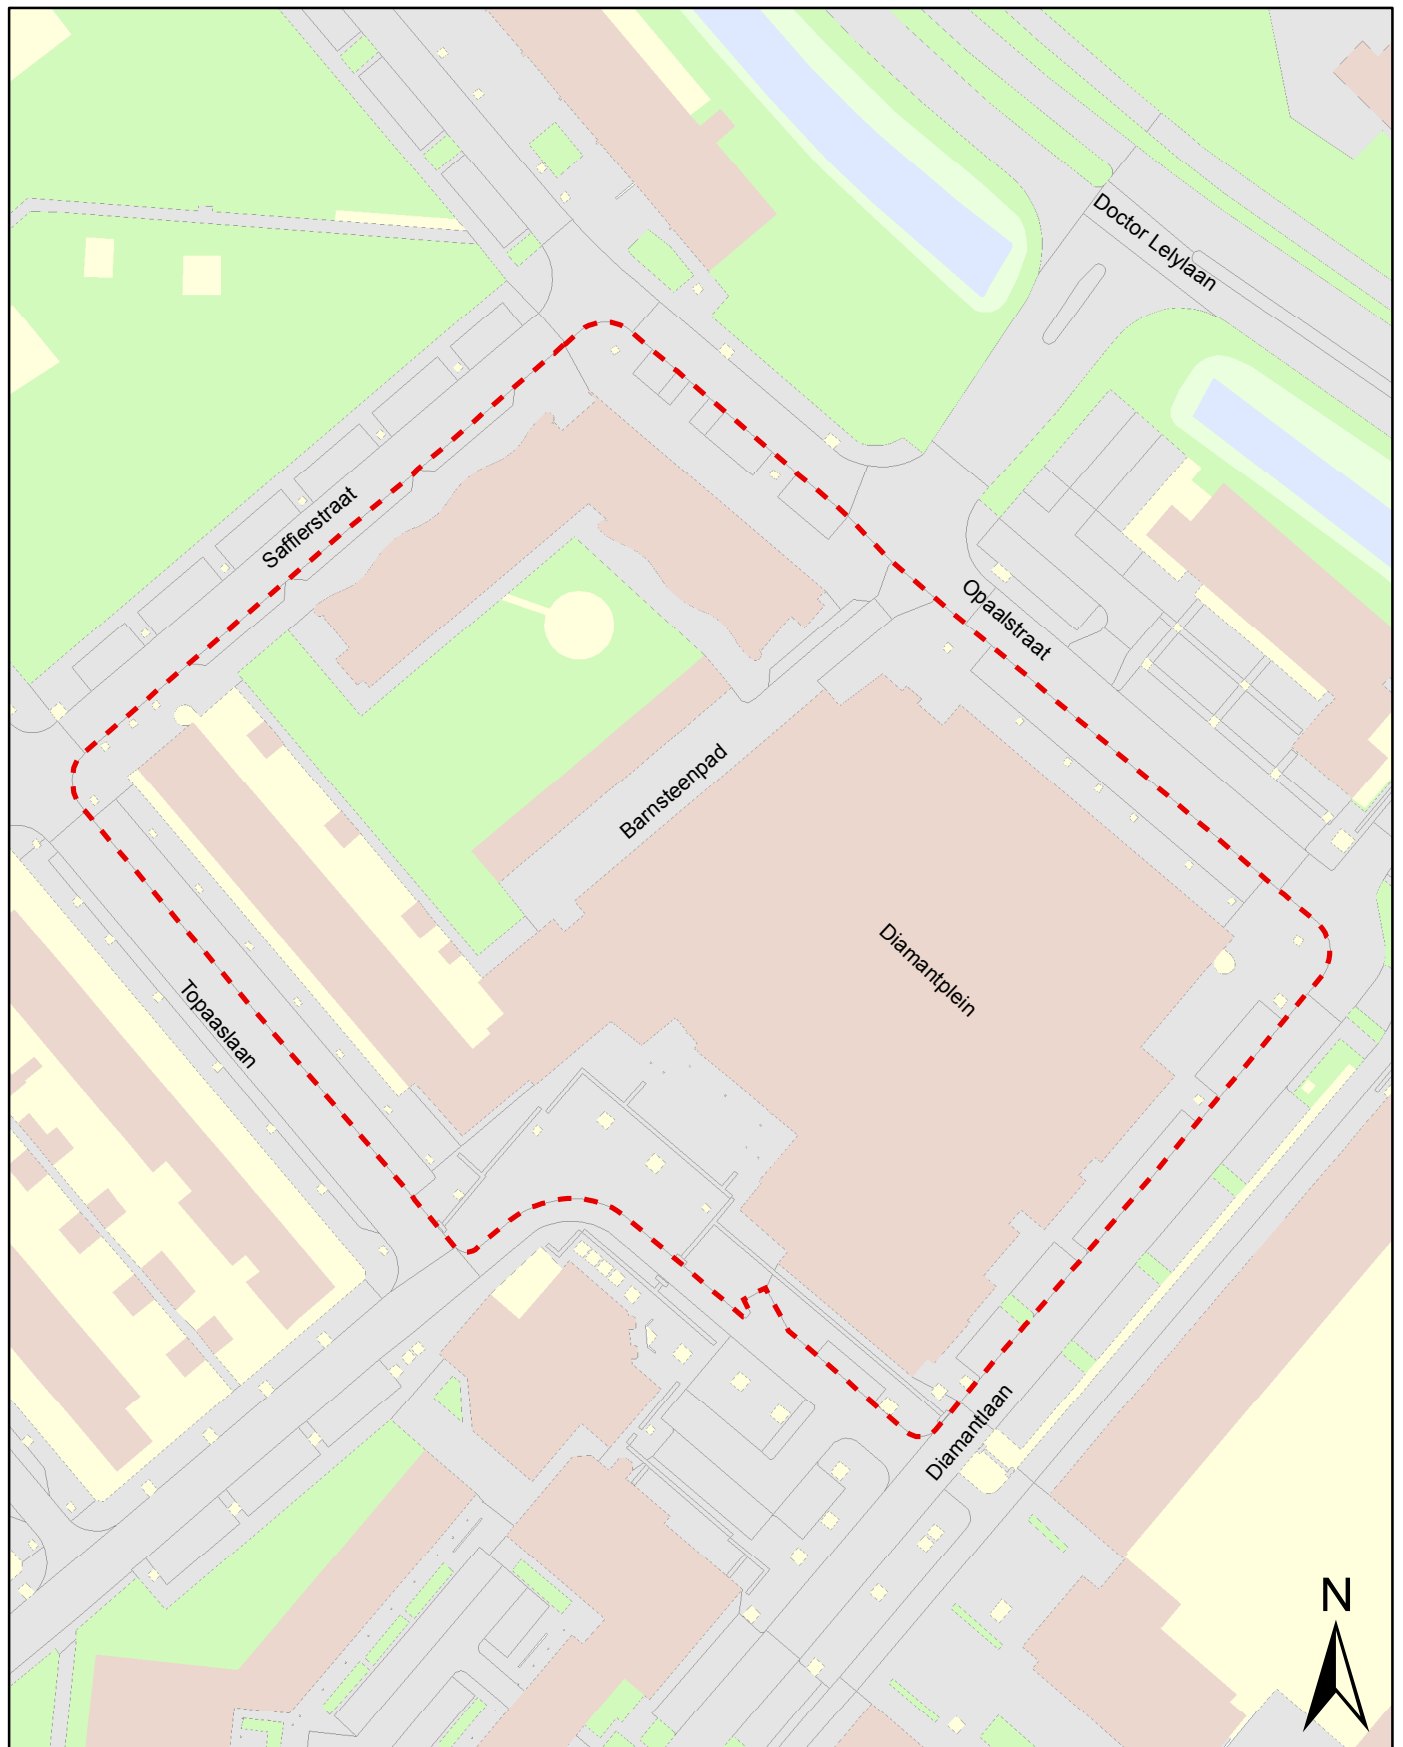 Doctor Lelylaan
Saffierstraat
Opaalstraat
Barnsteenpad
Diamantplein
Topaaslaan
Diamantlaan
N